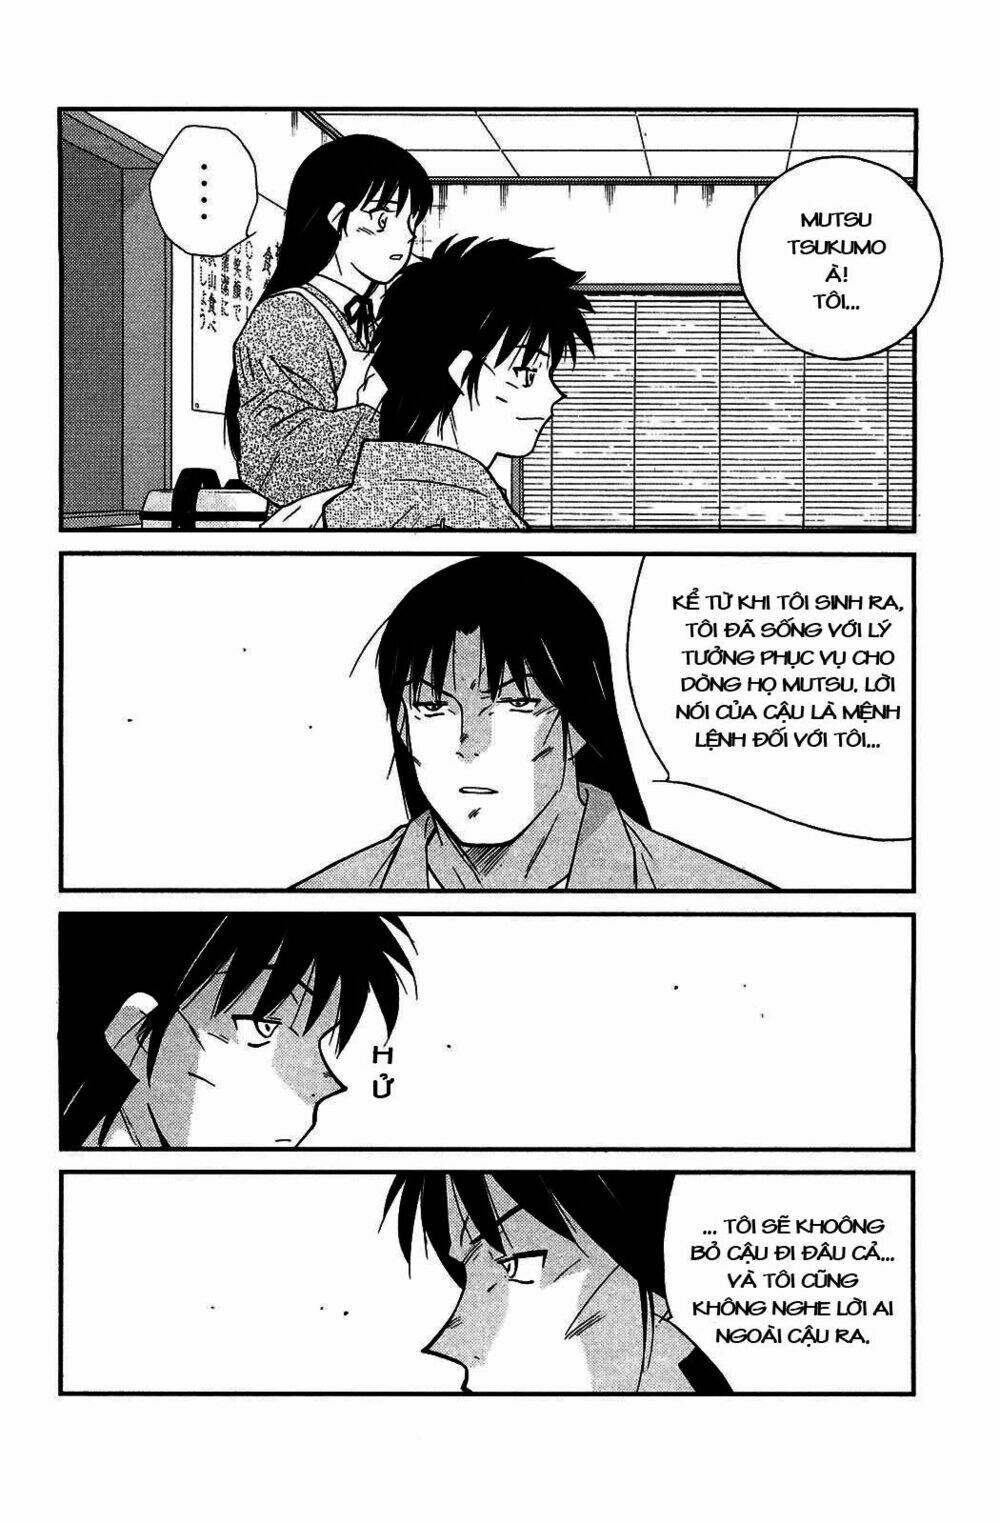 ・・・・
MUTSU
TSUKUMO
À!
TÔI...
KỂ TỪ KHI TÔI SINH RA,
TÔI ĐÃ SỐNG VỚI LÝ
TƯỞNG PHỤC VỤ CHO
DÒNG HỌ MUTSU. LỜI
NÓI CỦA CẬU LÀ MỆNH
LỆNH ĐỐI VỚI TÔI...
H
Ử
... TÔI SẼ KHOÔNG
BỎ CẬU ĐI ĐÂU CẢ...
VÀ TÔI CŨNG
KHÔNG NGHE LỜI AI
NGOÀI CẬU RA.